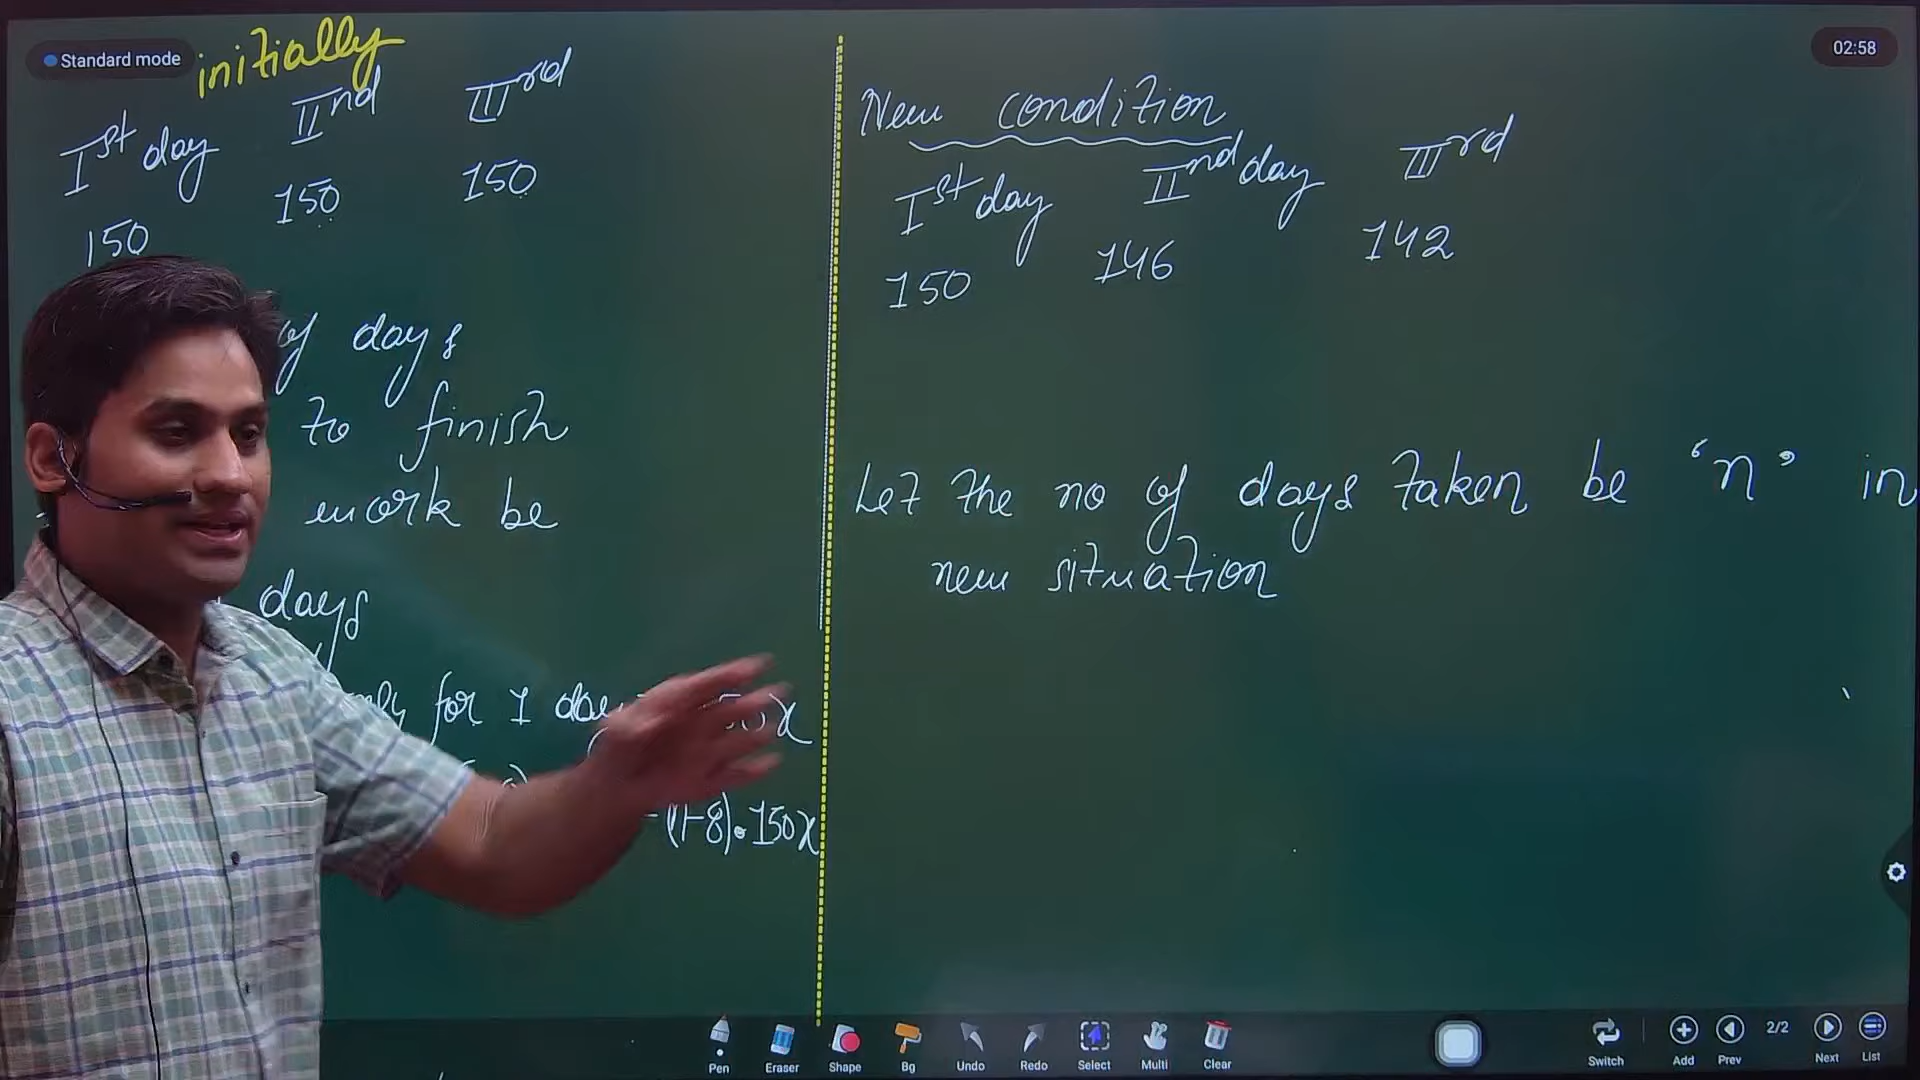 Standard mode
initially
Ist day IInd IIIrd
150 150 150
of days
to finish
work be
days
for 1 day
(n-8).150x
02:58
New condition
Ist day IInd day IIIrd
150 146 142
Let the no of days taken be 'n' in
new situation
Pen Eraser Shape Bg Undo Redo Select Multi Clear
Switch Add Prev 2/2 Next List